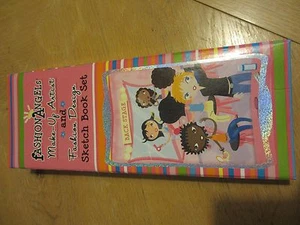 FASHION ANGELS
Make-Up Artist
and
Fashion Design
Sketch Book Set
BACK STAGE